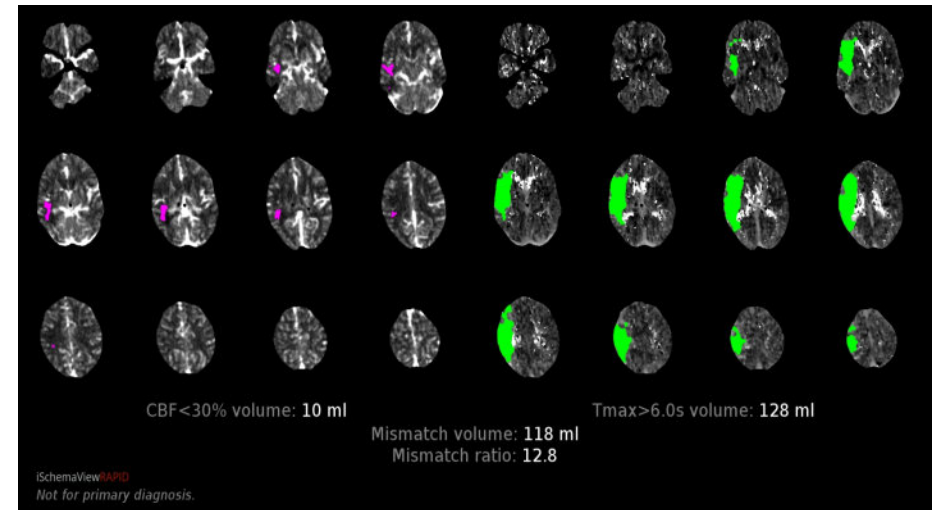 CBF<30% volume: 10 ml
Tmax>6.0s volume: 128 ml
Mismatch volume: 118 ml
Mismatch ratio: 12.8
iSchemaViewRAPID
Not for primary diagnosis.